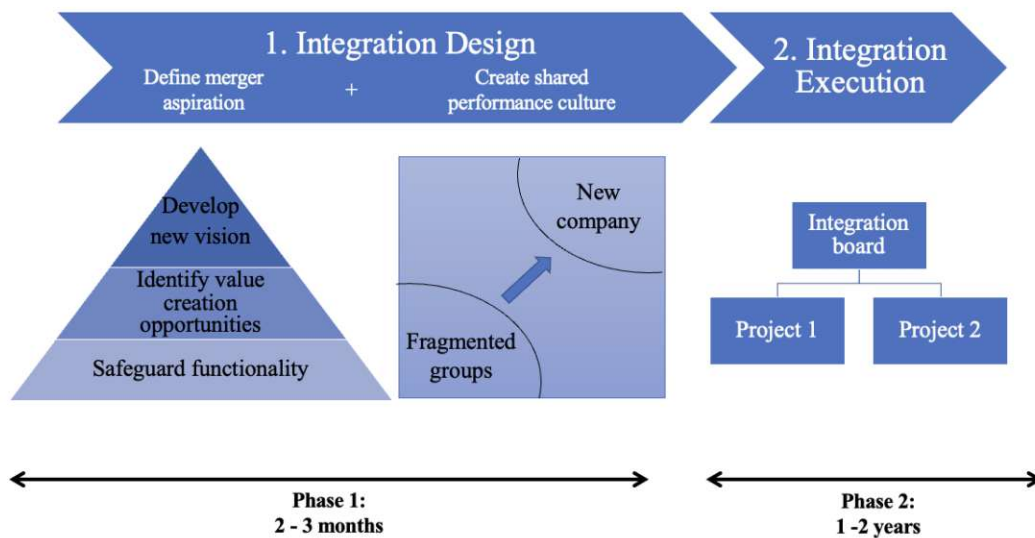 1. Integration Design
Define merger
aspiration
+
Create shared
performance culture
2. Integration
Execution
Develop
new vision
Identify value
creation
opportunities
Safeguard functionality
New
company
Fragmented
groups
Integration
board
Project 1
Project 2
Phase 1:
2 - 3 months
Phase 2:
1 -2 years